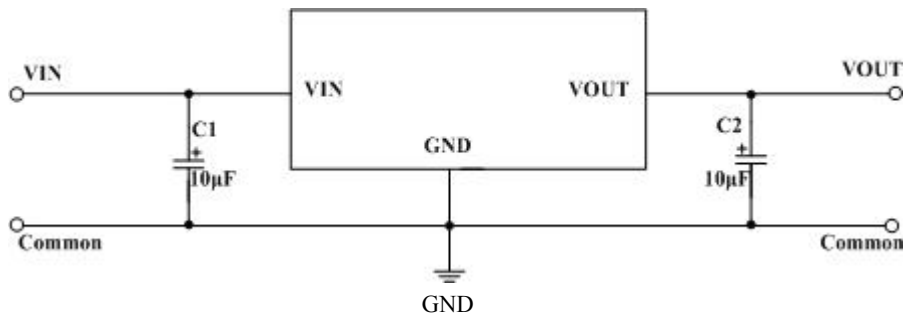 VIN
VOUT
VIN
VOUT
C1
+
10μF
GND
C2
+
10μF
Common
Common
GND